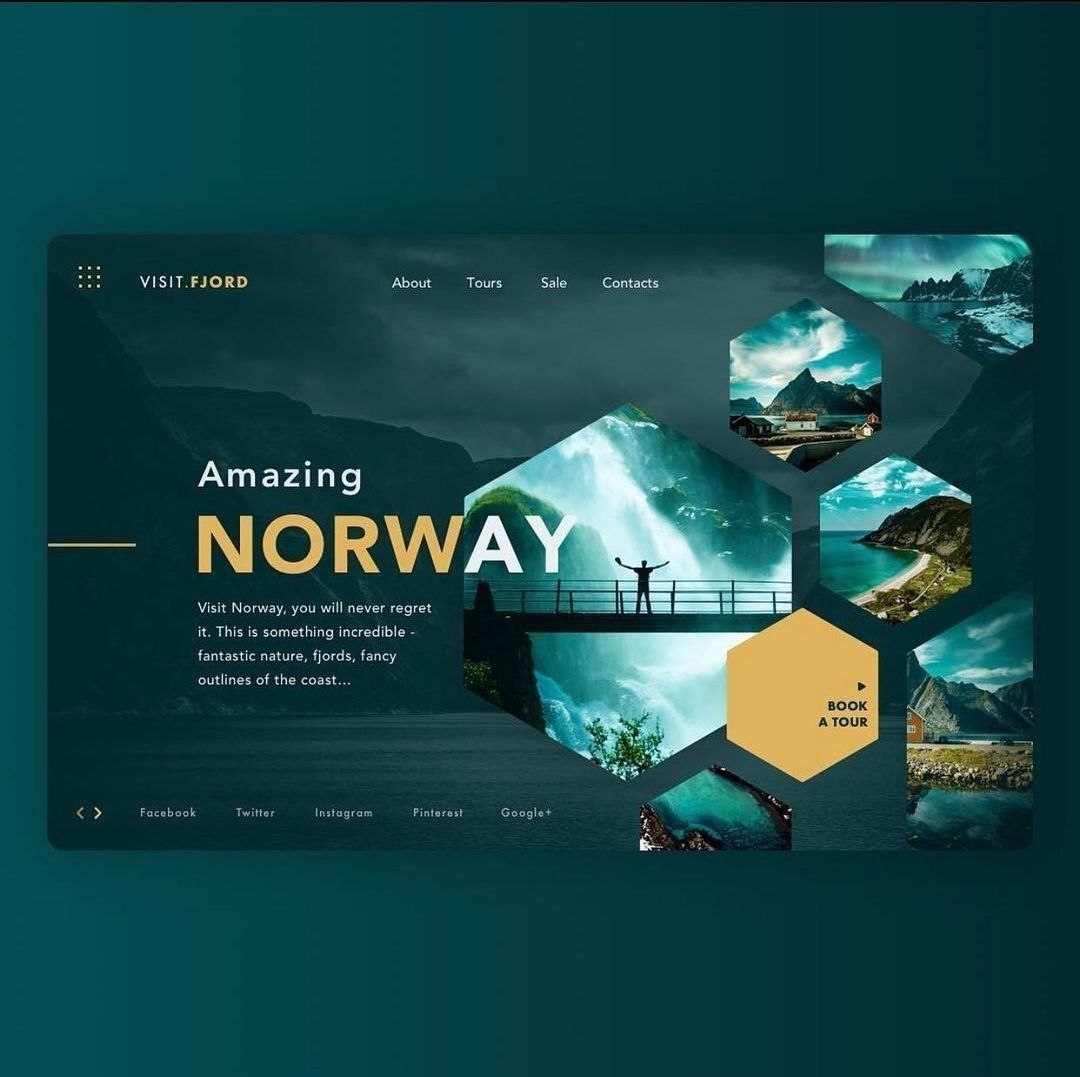 VISIT.FJORD
About Tours Sale Contacts
Amazing
NORWAY
Visit Norway, you will never regret
it. This is something incredible -
fantastic nature, fjords, fancy
outlines of the coast...
BOOK
A TOUR
Facebook Twitter Instagram Pinterest Google+